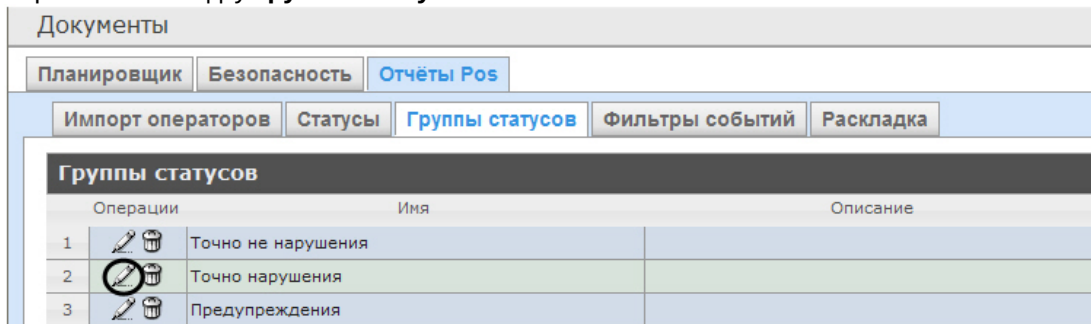 Документы
Планировщик Безопасность Отчёты Pos
Импорт операторов Статусы Группы статусов Фильтры событий Раскладка
Группы статусов
Операции Имя Описание
1 Точно не нарушения
2 Точно нарушения
3 Предупреждения